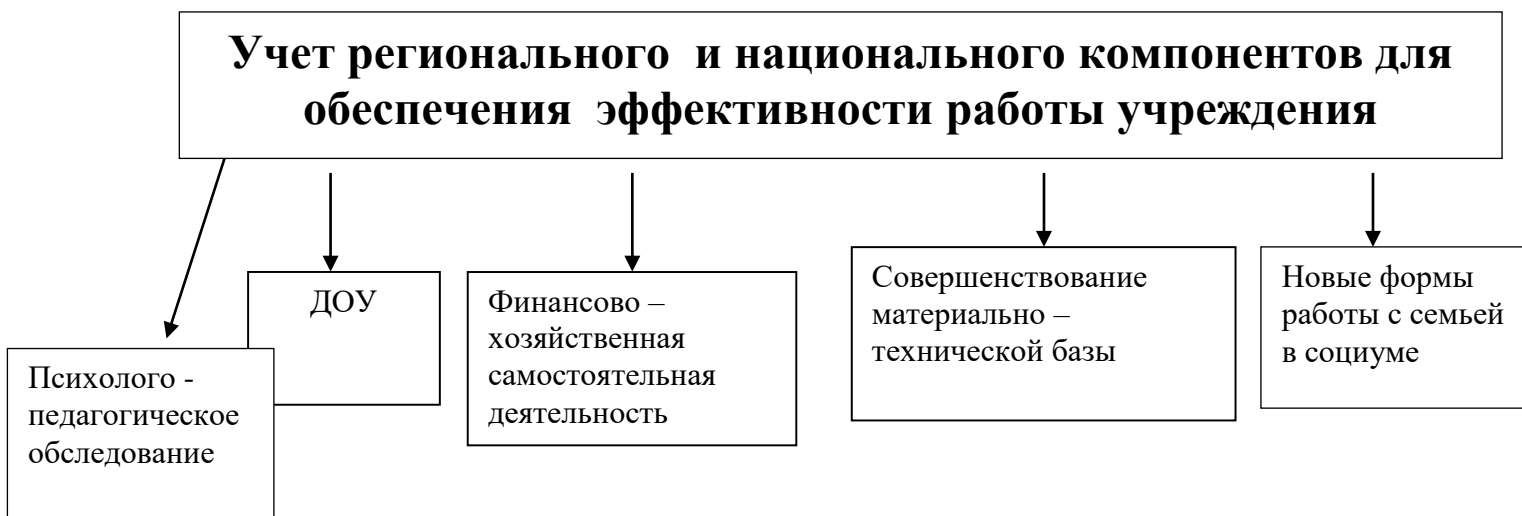 Учет регионального и национального компонентов для
обеспечения эффективности работы учреждения
Психолого -
педагогическое
обследование
ДОУ
Финансово –
хозяйственная
самостоятельная
деятельность
Совершенствование
материально –
технической базы
Новые формы
работы с семьей
в социуме